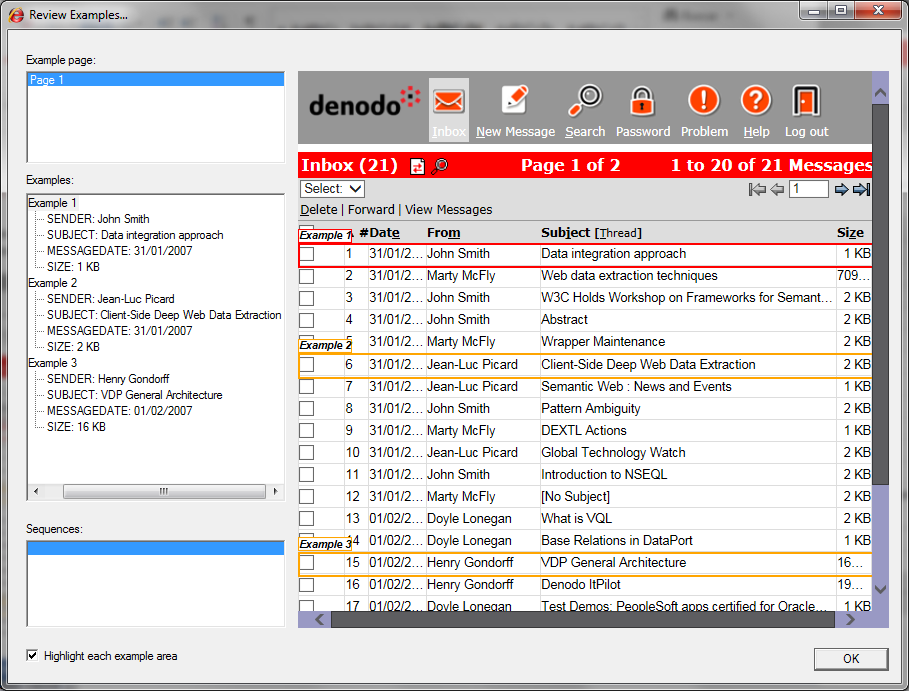 Review Examples...
Example page:
Page 1
Examples:
Example 1
SENDER: John Smith
SUBJECT: Data integration approach
MESSAGEDATE: 31/01/2007
SIZE: 1 KB
Example 2
SENDER: Jean-Luc Picard
SUBJECT: Client-Side Deep Web Data Extraction
MESSAGEDATE: 31/01/2007
SIZE: 2 KB
Example 3
SENDER: Henry Gondorff
SUBJECT: VDP General Architecture
MESSAGEDATE: 01/02/2007
SIZE: 16 KB
Sequences:
Highlight each example area
denodo
Inbox New Message Search Password Problem Help Log out
Inbox (21) Page 1 of 2 1 to 20 of 21 Messages
Select: 1
Delete | Forward | View Messages
Example 1 # Date From Subject [Thread] Size
1 31/01/2... John Smith Data integration approach 1 KB
2 31/01/2... Marty McFly Web data extraction techniques 709...
3 31/01/2... John Smith W3C Holds Workshop on Frameworks for Semant... 2 KB
4 31/01/2... John Smith Abstract 2 KB
5 31/01/2... Marty McFly Wrapper Maintenance 2 KB
Example 2
6 31/01/2... Jean-Luc Picard Client-Side Deep Web Data Extraction 2 KB
7 31/01/2... Jean-Luc Picard Semantic Web : News and Events 1 KB
8 31/01/2... John Smith Pattern Ambiguity 2 KB
9 31/01/2... Marty McFly DEXTL Actions 1 KB
10 31/01/2... Jean-Luc Picard Global Technology Watch 2 KB
11 31/01/2... John Smith Introduction to NSEQL 2 KB
12 31/01/2... Marty McFly [No Subject] 2 KB
13 01/02/2... Doyle Lonegan What is VQL 2 KB
14 01/02/2... Doyle Lonegan Base Relations in DataPort 1 KB
Example 3
15 01/02/2... Henry Gondorff VDP General Architecture 16...
16 01/02/2... Henry Gondorff Denodo ItPilot 19...
17 01/02/2... Doyle Lonegan Test Demos: PeopleSoft apps certified for Oracle... 1 KB
OK